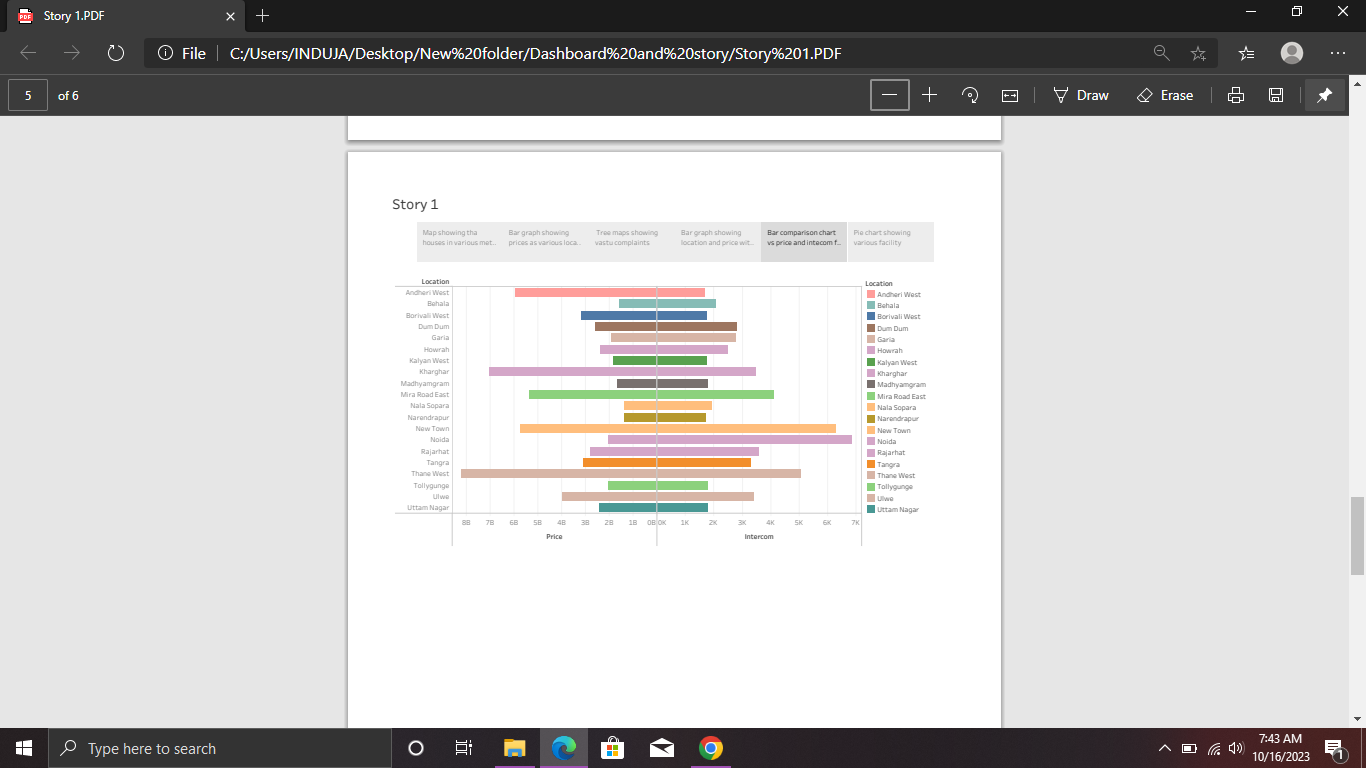 Story 1.PDF
File
C:/Users/INDUJA/Desktop/New%20folder/Dashboard%20and%20story/Story%201.PDF
5 of 6
Draw
Erase
Story 1
Map showing tha
houses in various met..
Bar graph showing
prices as various loca..
Tree maps showing
vastu complaints
Bar graph showing
location and price wit..
Bar comparison chart
vs price and intecom f..
Pie chart showing
various facility
Location
Andheri West
Behala
Borivali West
Dum Dum
Garia
Howrah
Kalyan West
Kharghar
Madhyamgram
Mira Road East
Nala Sopara
Narendrapur
New Town
Noida
Rajarhat
Tangra
Thane West
Tollygunge
Ulwe
Uttam Nagar
8B 7B 6B 5B 4B 3B 2B 1B 0B
Price
0K 1K 2K 3K 4K 5K 6K 7K
Intercom
Location
Andheri West
Behala
Borivali West
Dum Dum
Garia
Howrah
Kalyan West
Kharghar
Madhyamgram
Mira Road East
Nala Sopara
Narendrapur
New Town
Noida
Rajarhat
Tangra
Thane West
Tollygunge
Ulwe
Uttam Nagar
Type here to search
7:43 AM
10/16/2023
1